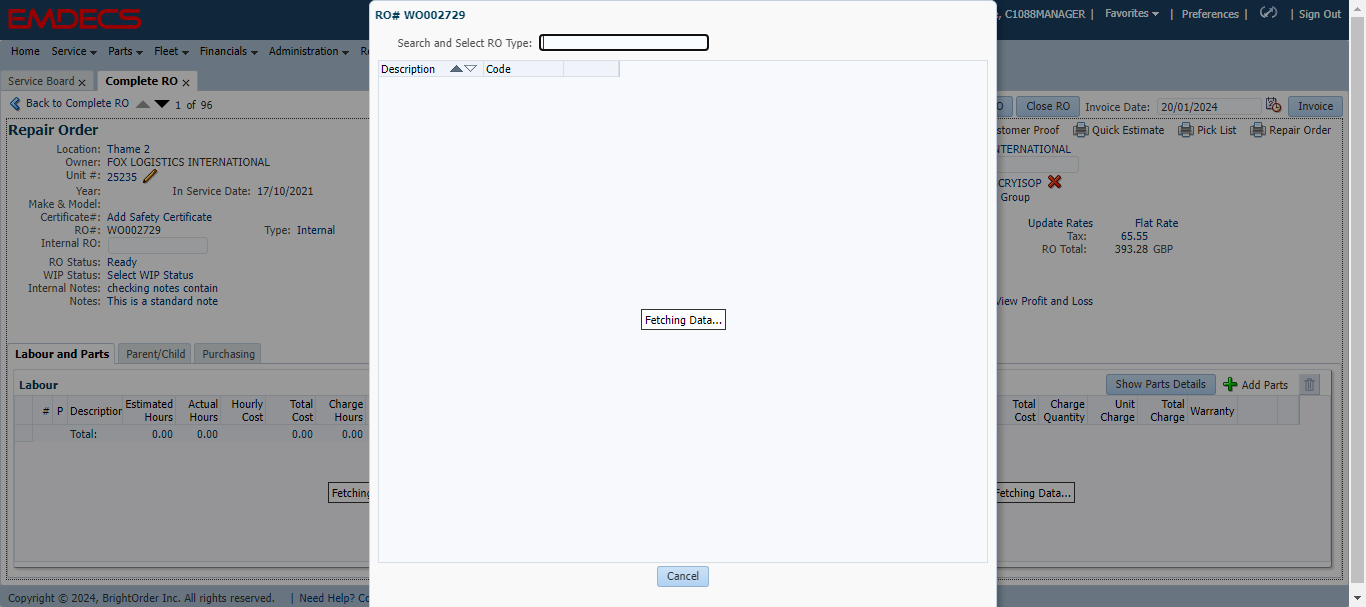 EMDECS
, C1088MANAGER | Favorites | Preferences | | Sign Out
Home Service Parts Fleet Financials Administration
Service Board x Complete RO x
Back to Complete RO 1 of 96
Close RO Invoice Date: 20/01/2024 Invoice
Repair Order
stomer Proof Quick Estimate Pick List Repair Order
Location: Thame 2
Owner: FOX LOGISTICS INTERNATIONAL
Unit #: 25235
Year: In Service Date: 17/10/2021
Make & Model:
Certificate#: Add Safety Certificate
RO#: WO002729 Type: Internal
Internal RO:
RO Status: Ready
WIP Status: Select WIP Status
Internal Notes: checking notes contain
Notes: This is a standard note
TERNATIONAL
CRYISOP
Group
Update Rates Flat Rate
Tax: 65.55
RO Total: 393.28 GBP
View Profit and Loss
RO# WO002729
Search and Select RO Type:
Description Code
Fetching Data...
Cancel
Labour and Parts Parent/Child Purchasing
Labour
# P Description Estimated Hours Actual Hours Hourly Cost Total Cost Charge Hours
Total: 0.00 0.00 0.00 0.00
Fetching
Show Parts Details Add Parts
Total Cost Charge Quantity Unit Charge Total Charge Warranty
Fetching Data...
Copyright © 2024, BrightOrder Inc. All rights reserved. | Need Help? Co